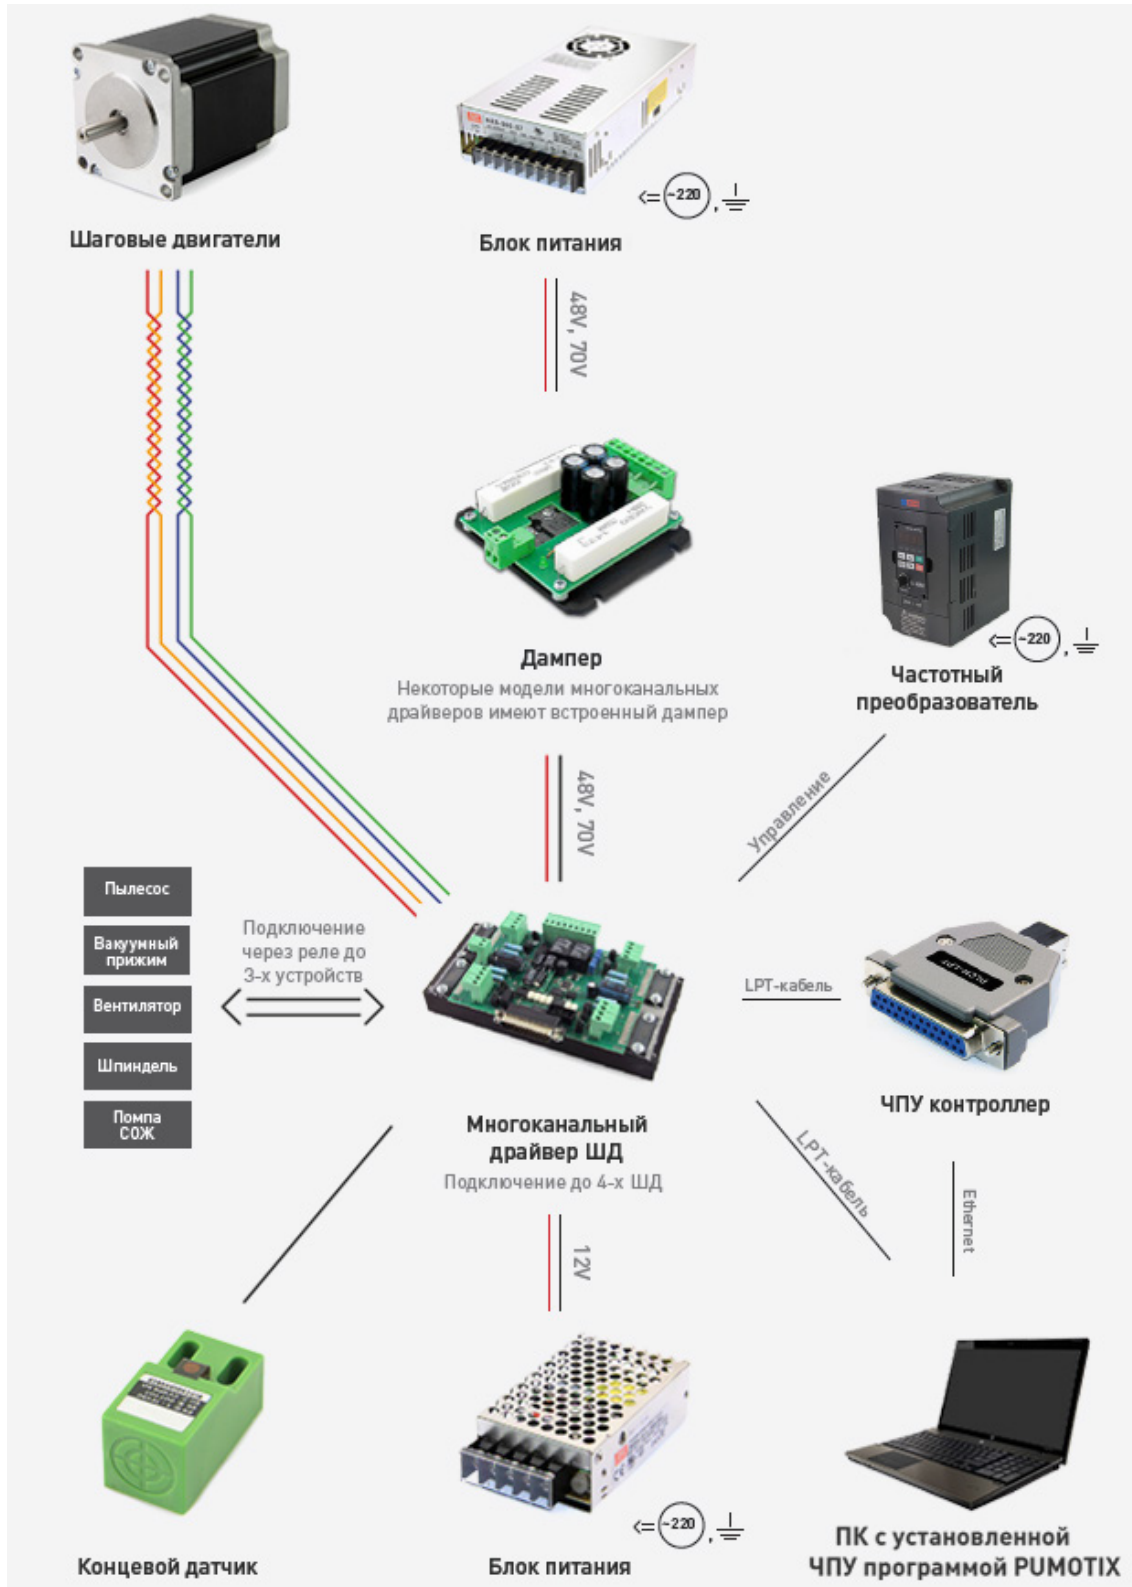 ~220
Шаговые двигатели
Блок питания
48V, 70V
Дампер
Некоторые модели многоканальных
драйверов имеют встроенный дампер
~220
Частотный
преобразователь
48V, 70V
Управление
Пылесос
Вакуумный
прижим
Вентилятор
Шпиндель
Помпа
СОЖ
Подключение
через реле до
3-х устройств
LPT-кабель
PLCM-LPT
ЧПУ контроллер
Многоканальный
драйвер ШД
Подключение до 4-х ШД
LPT-кабель
Ethernet
12V
~220
Концевой датчик
Блок питания
ПК с установленной
ЧПУ программой PUMOTIX